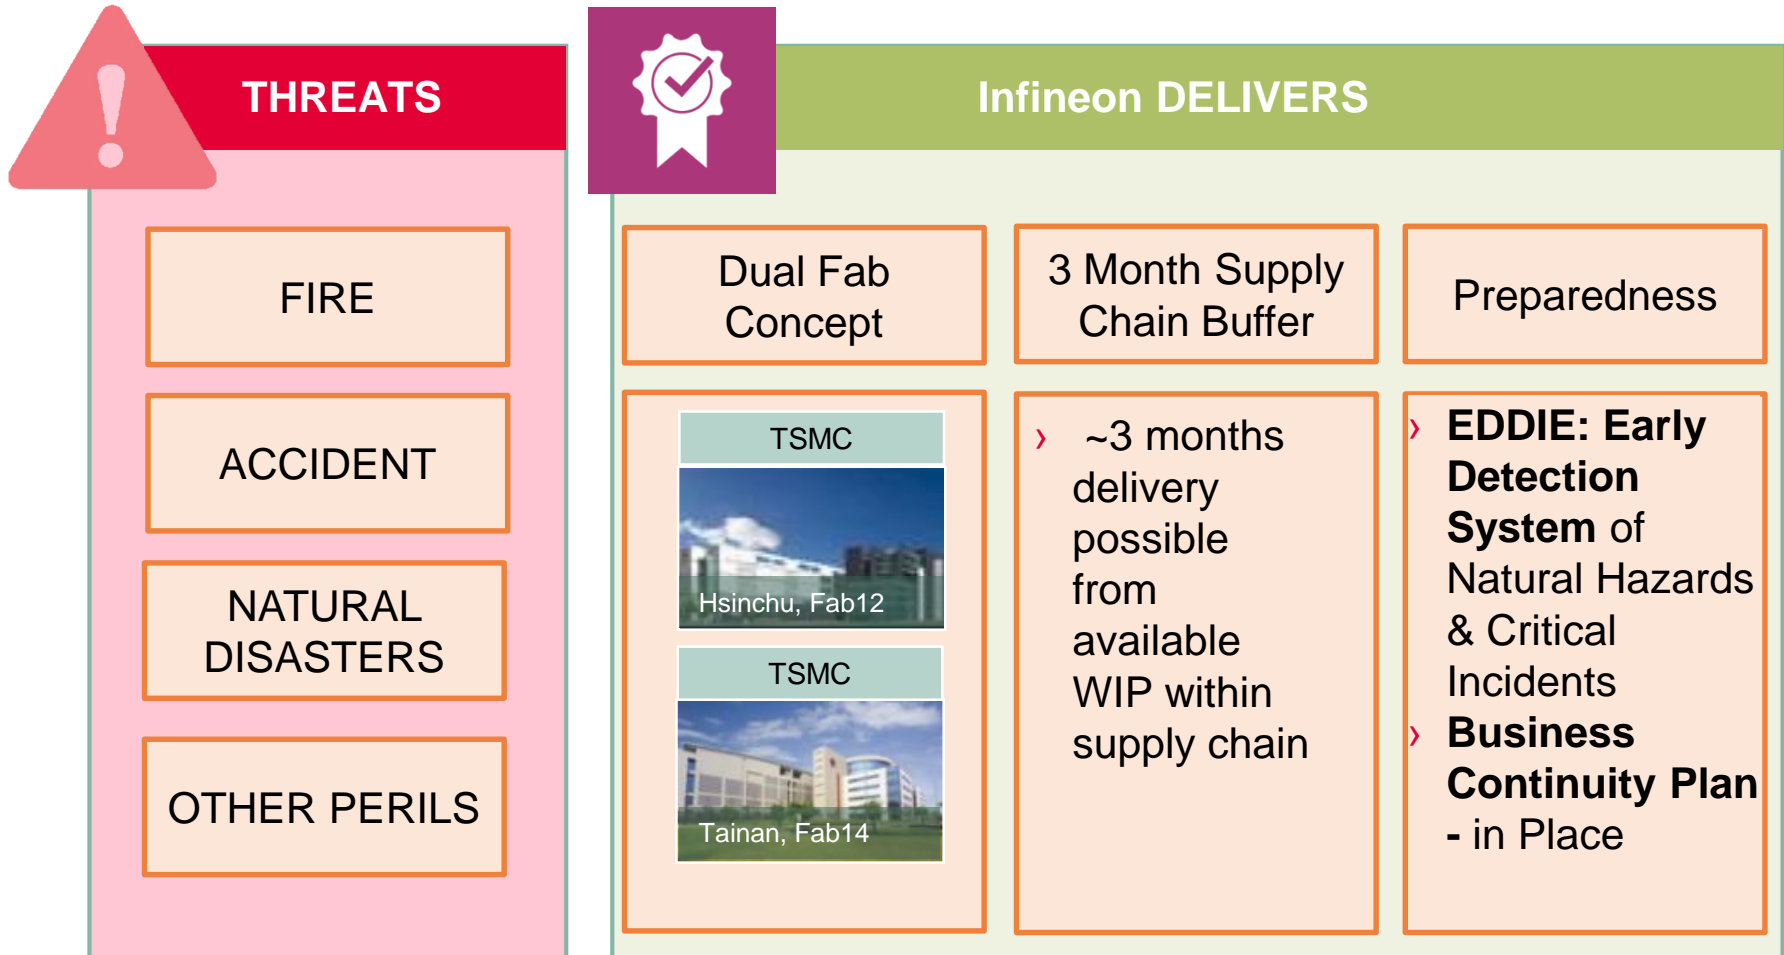 THREATS
FIRE
ACCIDENT
NATURAL
DISASTERS
OTHER PERILS
Infineon DELIVERS
Dual Fab
Concept
TSMC
Hsinchu, Fab12
TSMC
Tainan, Fab14
3 Month Supply
Chain Buffer
› ~3 months
delivery
possible
from
available
WIP within
supply chain
Preparedness
› EDDIE: Early
Detection
System of
Natural Hazards
& Critical
Incidents
› Business
Continuity Plan
- in Place